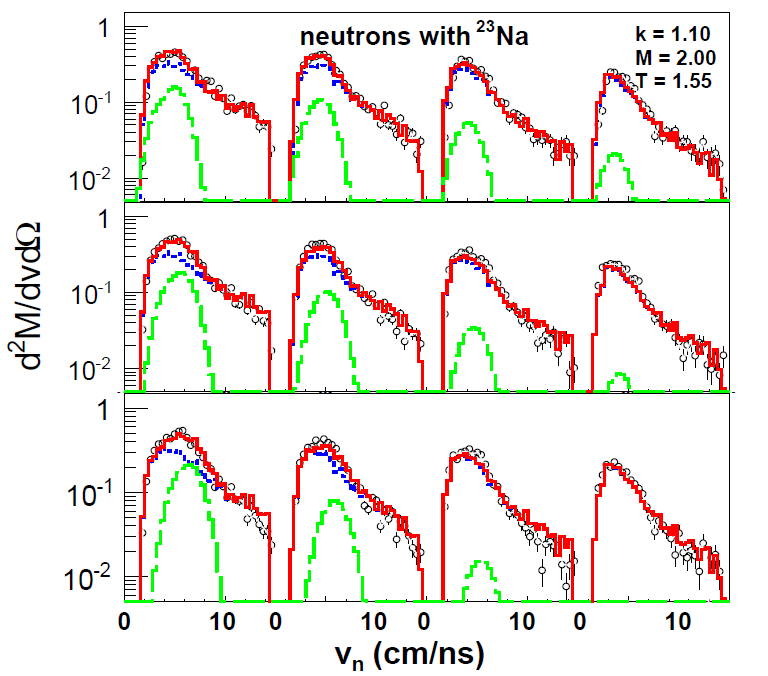 neutrons with ²³Na
k = 1.10
M = 2.00
T = 1.55
1
10⁻¹
10⁻²
1
10⁻¹
10⁻²
1
10⁻¹
10⁻²
d²M/dvdΩ
0 10 0 10 0 10 0 10
vₙ (cm/ns)